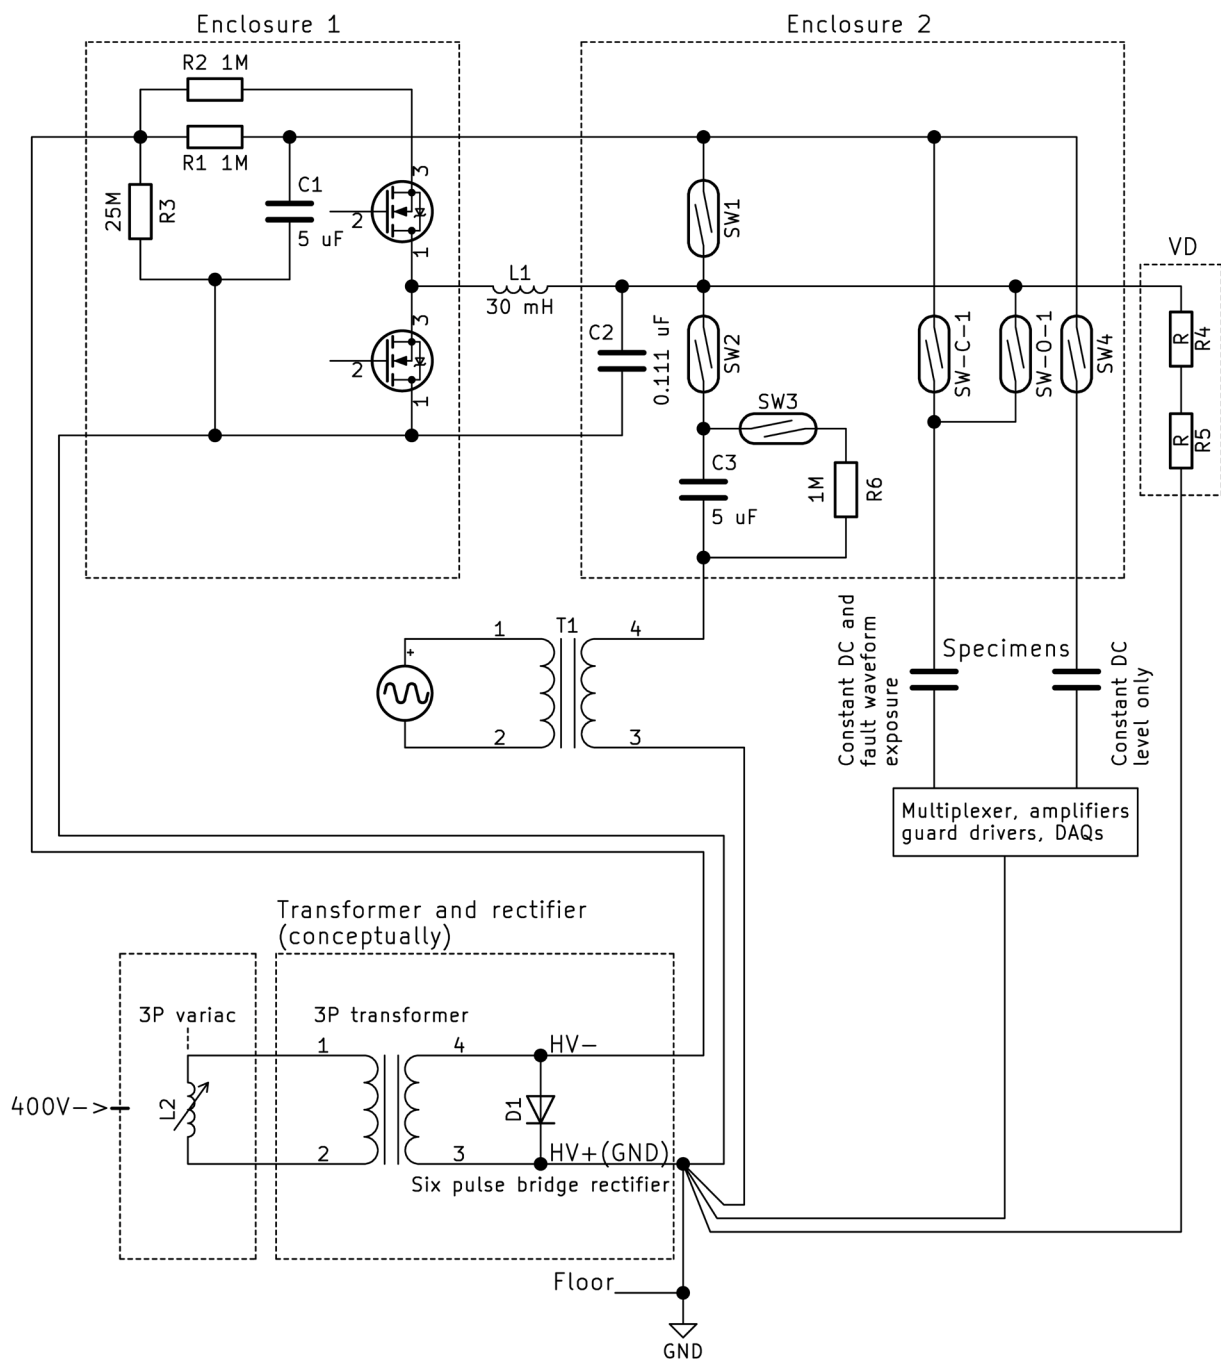 Enclosure 1
Enclosure 2
R2 1M
R1 1M
25M
R3
C1
5 uF
3
2
1
3
2
1
L1
30 mH
C2
0.111 uF
SW1
SW2
SW3
C3
5 uF
1M
R6
SW-C-1
SW-O-1
SW4
VD
R
R4
R
R5
1
T1
4
+
2
3
Constant DC and
fault waveform
exposure
Specimens
Constant DC
level only
Multiplexer, amplifiers
guard drivers, DAQs
Transformer and rectifier
(conceptually)
3P variac
3P transformer
1
4
HV-
400V->
L2
D1
2
3
HV+(GND)
Six pulse bridge rectifier
Floor
GND